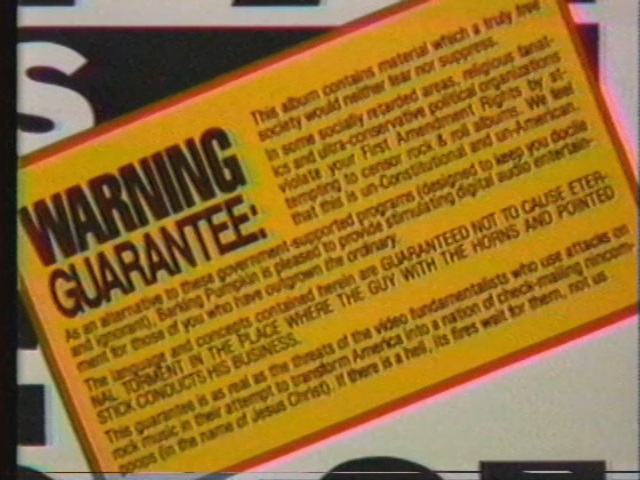 S
This album contains material which a truly free
society would neither fear nor suppress.
In some socially retarded areas, religious fanat-
ics and ultra-conservative political organizations
violate your First Amendment Rights by at-
tempting to censor rock & roll albums. We feel
that this is un-Constitutional and un-American.
WARNING
GUARANTEE:
As an alternative to these government-supported programs (designed to keep you docile
and ignorant), Barking Pumpkin is pleased to provide stimulating digital audio entertain-
ment for those of you who have outgrown the ordinary.
The language and concepts contained herein are GUARANTEED NOT TO CAUSE ETER-
NAL TORMENT IN THE PLACE WHERE THE GUY WITH THE HORNS AND POINTED
STICK CONDUCTS HIS BUSINESS.
This guarantee is as real as the threats of the video fundamentalists who use attacks on
rock music in their attempt to transform America into a nation of check-mailing nincom-
poops (in the name of Jesus Christ). If there is a hell, its fires wait for them, not us.